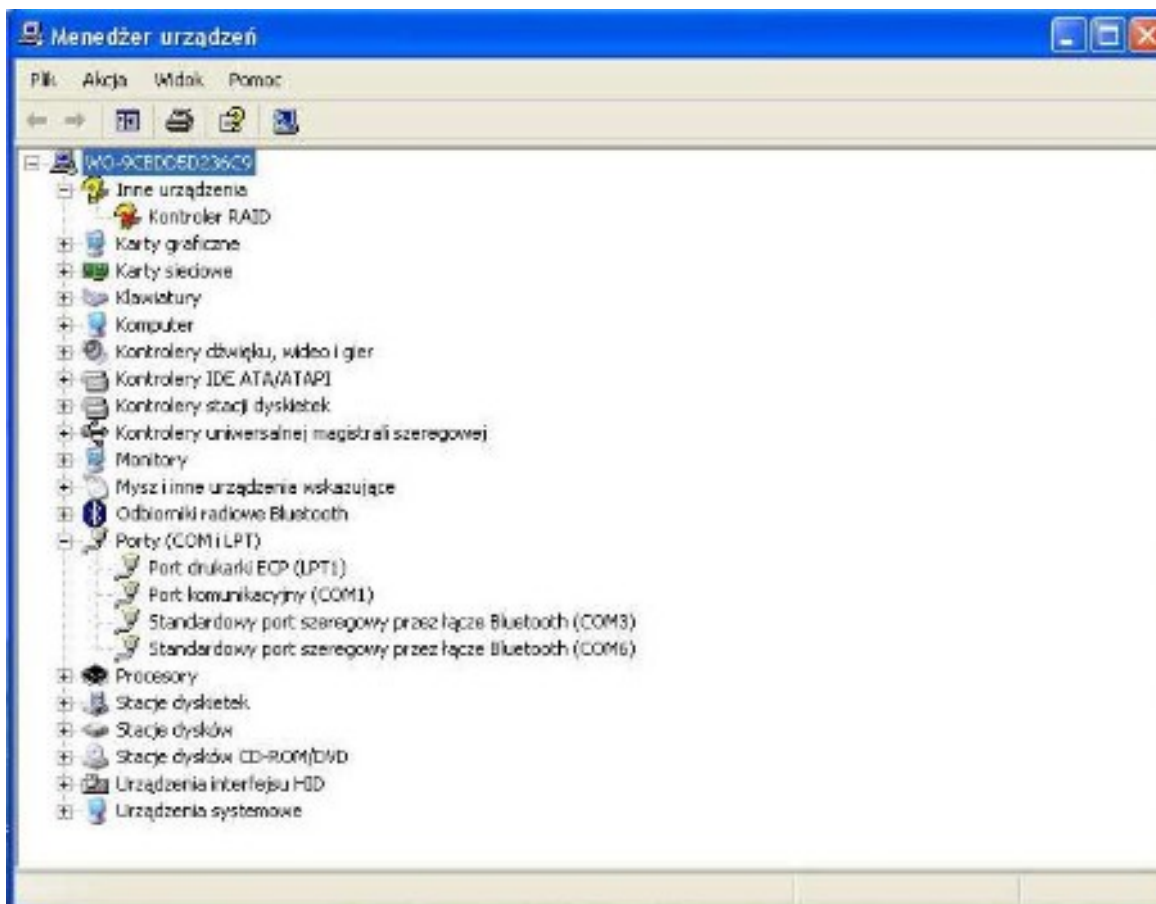 Menedżer urządzeń
Plik Akcja Widok Pomoc
WO-9CBDD5D236C9
Inne urządzenia
Kontroler RAID
Karty graficzne
Karty sieciowe
Klawiatury
Komputer
Kontrolery dźwięku, wideo i gier
Kontrolery IDE ATA/ATAPI
Kontrolery stacji dyskietek
Kontrolery uniwersalnej magistrali szeregowej
Monitory
Mysz i inne urządzenia wskazujące
Odbiorniki radiowe Bluetooth
Porty (COM i LPT)
Port drukarki ECP (LPT1)
Port komunikacyjny (COM1)
Standardowy port szeregowy przez łącze Bluetooth (COM3)
Standardowy port szeregowy przez łącze Bluetooth (COM6)
Procesory
Stacje dyskietek
Stacje dysków
Stacje dysków CD-ROM/DVD
Urządzenia interfejsu HID
Urządzenia systemowe